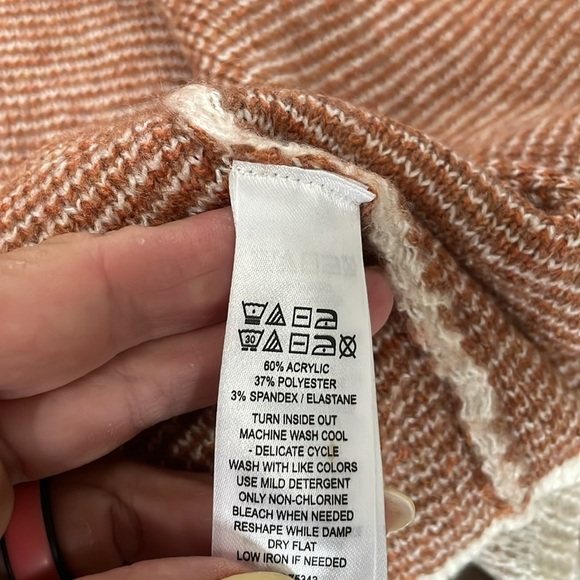 30
60% ACRYLIC
37% POLYESTER
3% SPANDEX / ELASTANE
TURN INSIDE OUT
MACHINE WASH COOL
- DELICATE CYCLE
WASH WITH LIKE COLORS
USE MILD DETERGENT
ONLY NON-CHLORINE
BLEACH WHEN NEEDED
RESHAPE WHILE DAMP
DRY FLAT
LOW IRON IF NEEDED